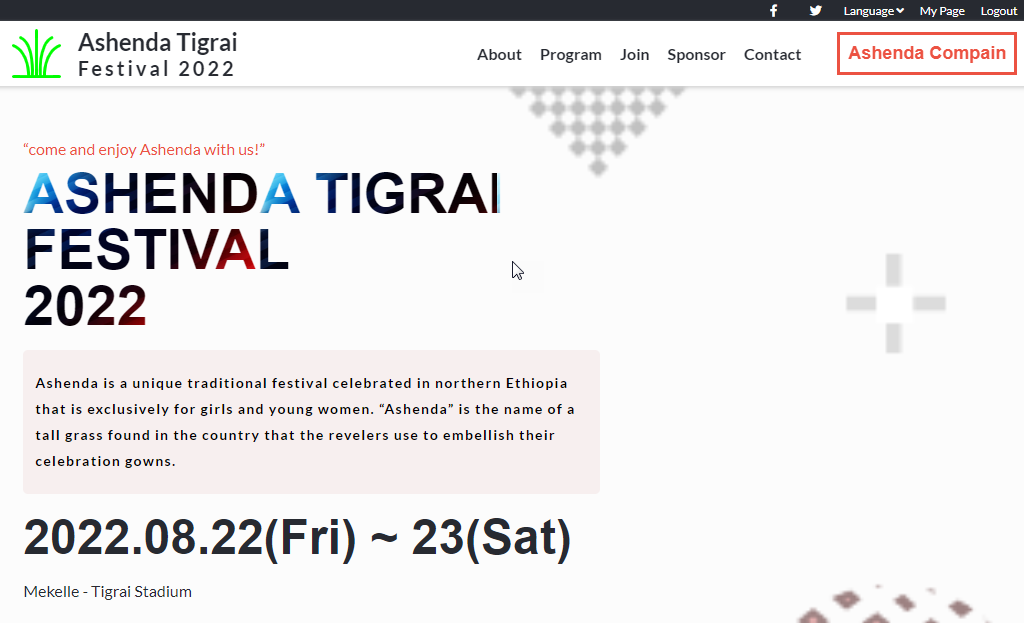 Language My Page Logout
Ashenda Tigrai
Festival 2022
About Program Join Sponsor Contact
Ashenda Compain
“come and enjoy Ashenda with us!”
ASHENDA TIGRAI
FESTIVAL
2022
Ashenda is a unique traditional festival celebrated in northern Ethiopia
that is exclusively for girls and young women. “Ashenda” is the name of a
tall grass found in the country that the revelers use to embellish their
celebration gowns.
2022.08.22(Fri) ~ 23(Sat)
Mekelle - Tigrai Stadium